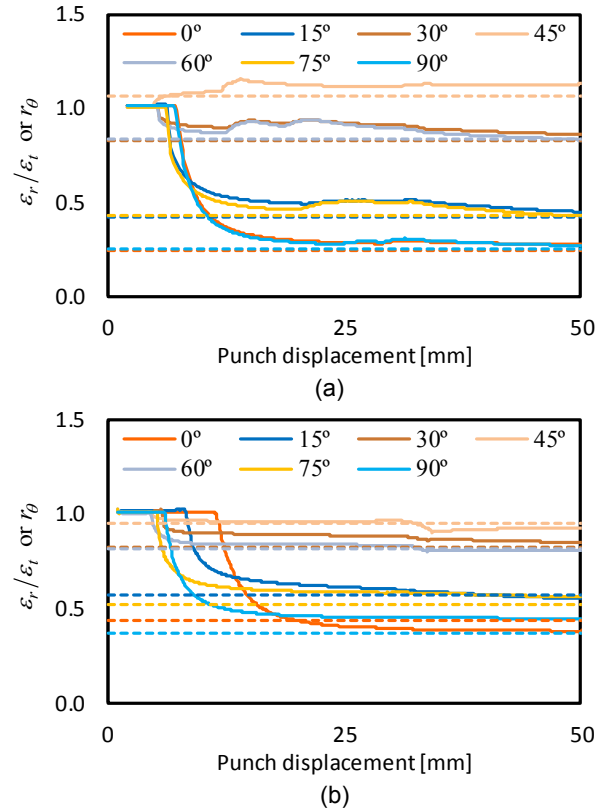 1.5
0º 15º 30º 45º
60º 75º 90º
1.0
0.5
0.0
εr/εt or rθ
0 25 50
Punch displacement [mm]
(a)
1.5
0º 15º 30º 45º
60º 75º 90º
1.0
0.5
0.0
εr/εt or rθ
0 25 50
Punch displacement [mm]
(b)